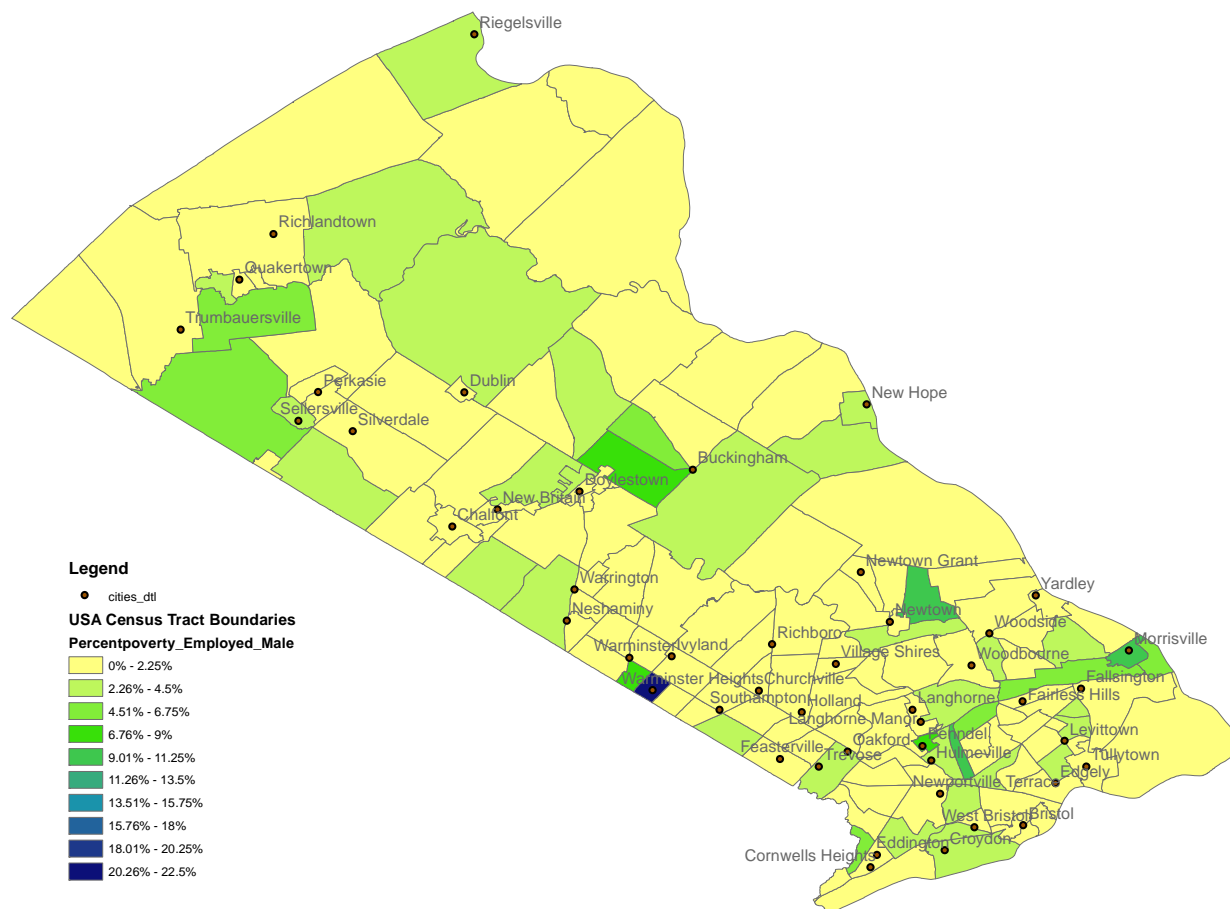 Riegelsville
Richlandtown
Quakertown
Trumbauersville
Perkasie
Dublin
New Hope
Sellersville
Silverdale
Buckingham
Doylestown
New Britain
Chalfont
Newtown Grant
Legend
Warrington
Yardley
cities_dtl
Neshaminy
Newtown
USA Census Tract Boundaries
Woodside
Richboro
Percentpoverty_Employed_Male
Warminster
Ivyland
Village Shires
Woodbourne
Morrisville
0% - 2.25%
Warminster Heights
Churchville
Fallsington
2.26% - 4.5%
Southampton
Holland
Langhorne
Fairless Hills
4.51% - 6.75%
Langhorne Manor
6.76% - 9%
Feasterville
Oakford
Penndel
Levittown
9.01% - 11.25%
Trevose
Hulmeville
Tullytown
11.26% - 13.5%
Newportville Terrace
Edgely
13.51% - 15.75%
15.76% - 18%
West Bristol
Bristol
18.01% - 20.25%
Eddington
Croydon
20.26% - 22.5%
Cornwells Heights